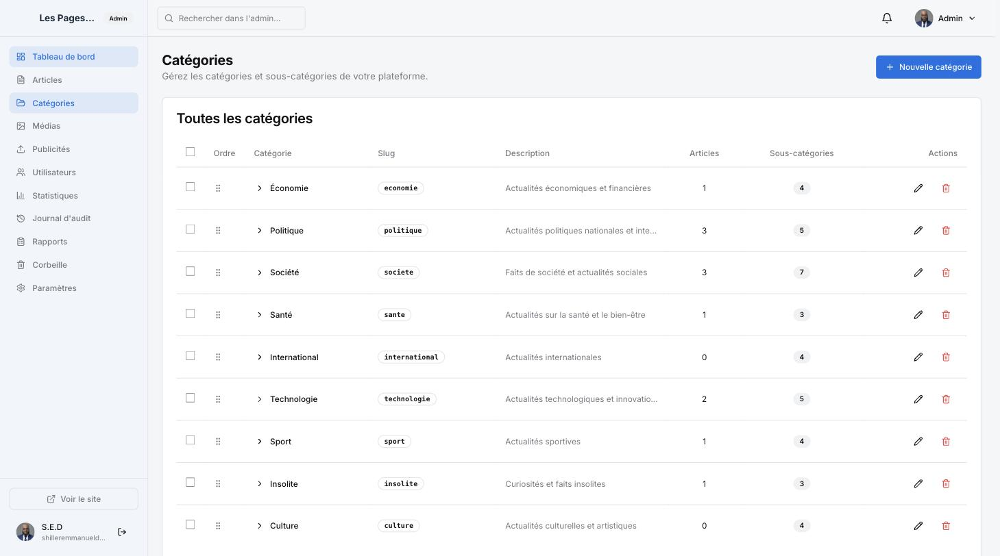 Les Pages... Admin
Rechercher dans l'admin...
Admin
Tableau de bord
Articles
Catégories
Médias
Publicités
Utilisateurs
Statistiques
Journal d'audit
Rapports
Corbeille
Paramètres
Voir le site
S.E.D
shilleremmanueld...
Catégories
Gérez les catégories et sous-catégories de votre plateforme.
Nouvelle catégorie
Toutes les catégories
Ordre Catégorie Slug Description Articles Sous-catégories Actions
Économie economie Actualités économiques et financières 1 4
Politique politique Actualités politiques nationales et inte... 3 5
Société societe Faits de société et actualités sociales 3 7
Santé sante Actualités sur la santé et le bien-être 1 3
International international Actualités internationales 0 4
Technologie technologie Actualités technologiques et innovatio... 2 5
Sport sport Actualités sportives 1 4
Insolite insolite Curiosités et faits insolites 1 3
Culture culture Actualités culturelles et artistiques 0 4